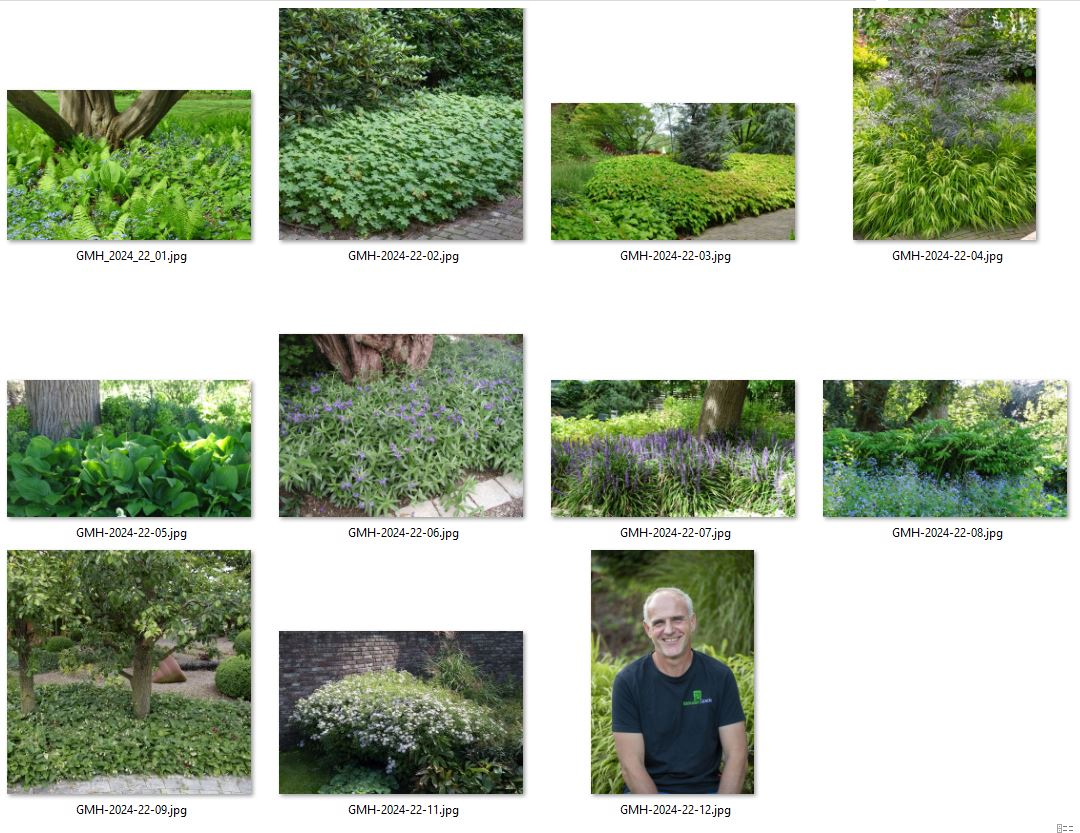 GMH_2024_22_01.jpg
GMH-2024-22-02.jpg
GMH-2024-22-03.jpg
GMH-2024-22-04.jpg
GMH-2024-22-05.jpg
GMH-2024-22-06.jpg
GMH-2024-22-07.jpg
GMH-2024-22-08.jpg
GMH-2024-22-09.jpg
GMH-2024-22-11.jpg
GMH-2024-22-12.jpg